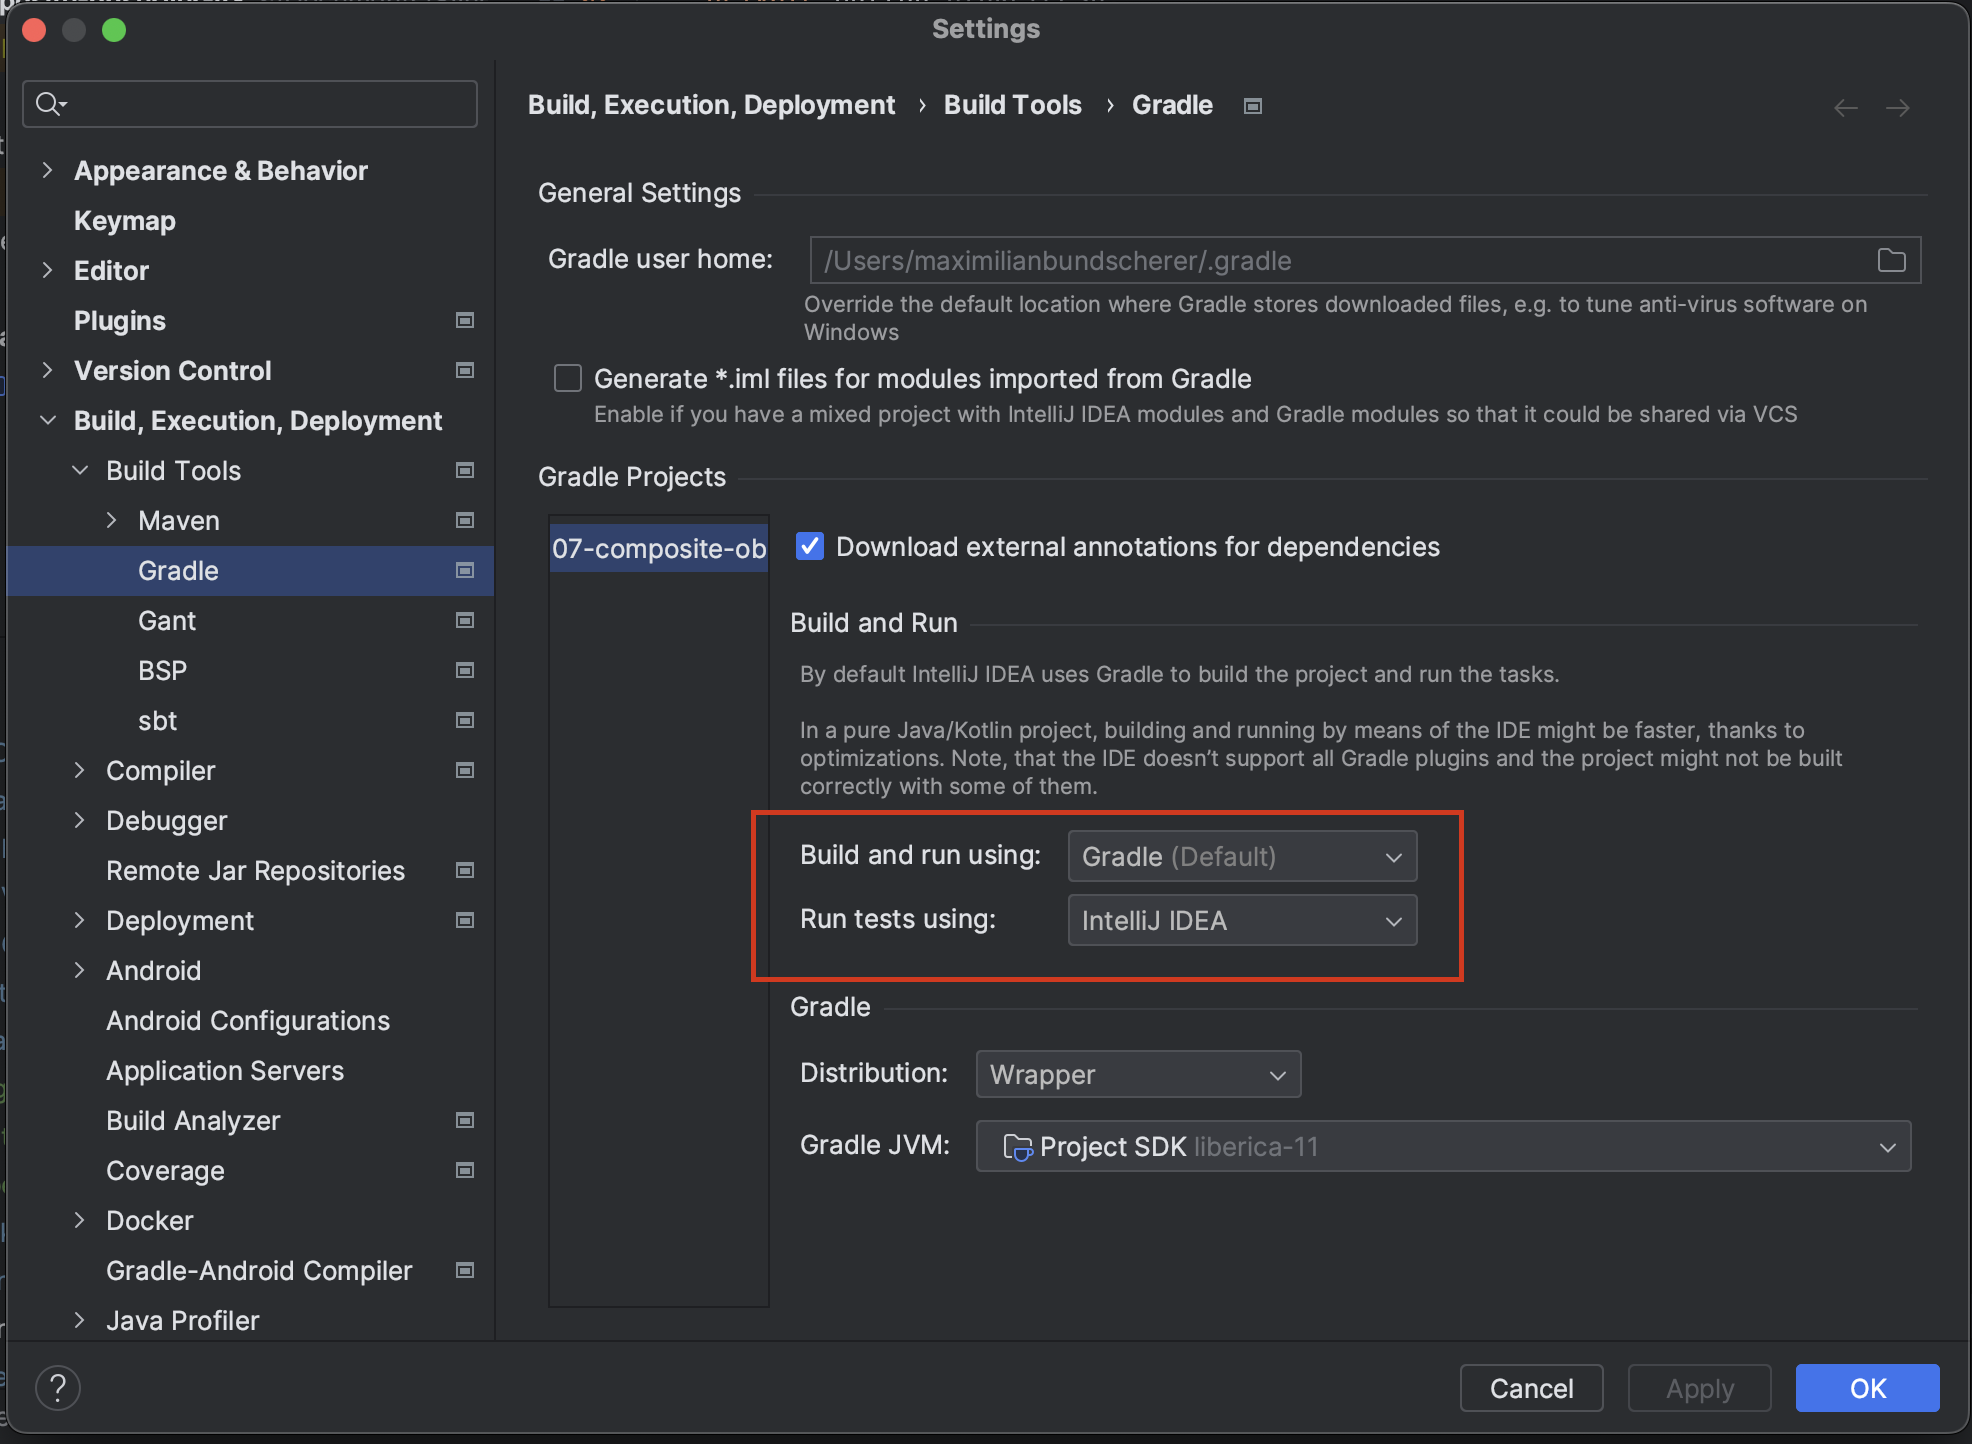 Settings
Build, Execution, Deployment › Build Tools › Gradle
Appearance & Behavior
Keymap
Editor
Plugins
Version Control
Build, Execution, Deployment
Build Tools
Maven
Gradle
Gant
BSP
sbt
Compiler
Debugger
Remote Jar Repositories
Deployment
Android
Android Configurations
Application Servers
Build Analyzer
Coverage
Docker
Gradle-Android Compiler
Java Profiler
General Settings
Gradle user home: /Users/maximilianbundscherer/.gradle
Override the default location where Gradle stores downloaded files, e.g. to tune anti-virus software on
Windows
Generate *.iml files for modules imported from Gradle
Enable if you have a mixed project with IntelliJ IDEA modules and Gradle modules so that it could be shared via VCS
Gradle Projects
07-composite-ob
Download external annotations for dependencies
Build and Run
By default IntelliJ IDEA uses Gradle to build the project and run the tasks.
In a pure Java/Kotlin project, building and running by means of the IDE might be faster, thanks to
optimizations. Note, that the IDE doesn’t support all Gradle plugins and the project might not be built
correctly with some of them.
Build and run using: Gradle (Default)
Run tests using: IntelliJ IDEA
Gradle
Distribution: Wrapper
Gradle JVM: Project SDK liberica-11
?
Cancel
Apply
OK